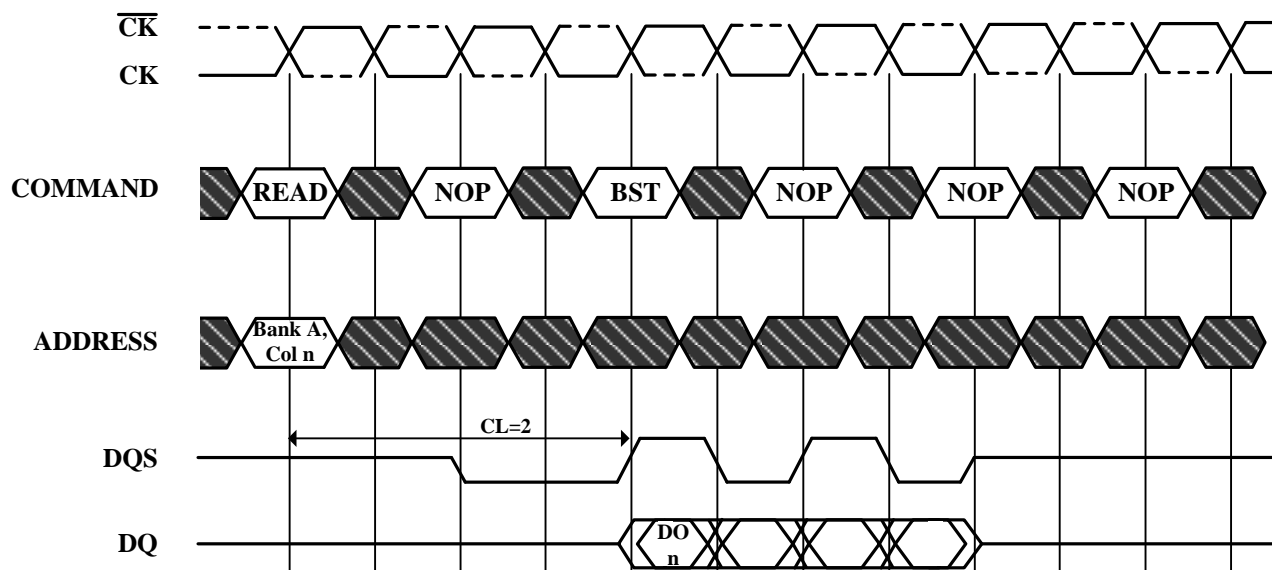 CK
CK
COMMAND
READ
NOP
BST
NOP
NOP
NOP
ADDRESS
Bank A,
Col n
CL=2
DQS
DQ
DO
n